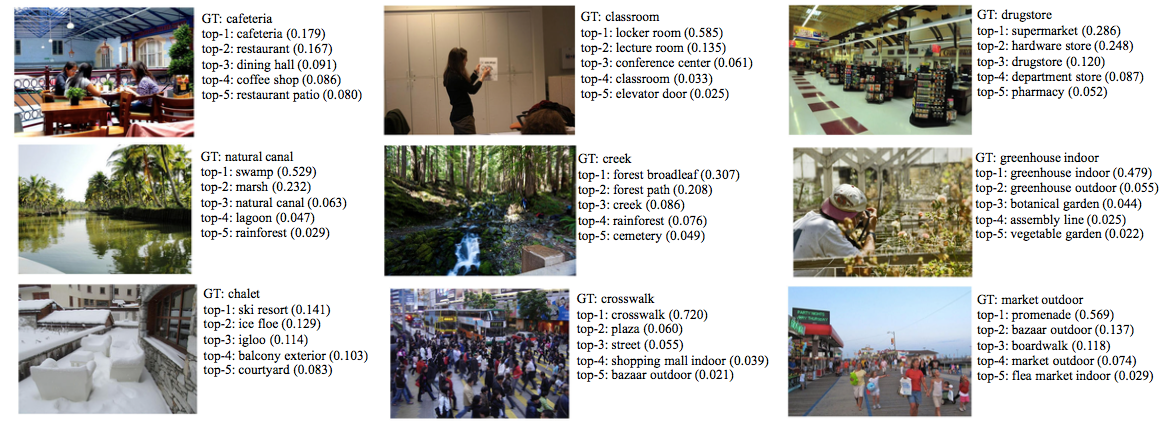 GT: cafeteria
top-1: cafeteria (0.179)
top-2: restaurant (0.167)
top-3: dining hall (0.091)
top-4: coffee shop (0.086)
top-5: restaurant patio (0.080)
GT: classroom
top-1: locker room (0.585)
top-2: lecture room (0.135)
top-3: conference center (0.061)
top-4: classroom (0.033)
top-5: elevator door (0.025)
GT: drugstore
top-1: supermarket (0.286)
top-2: hardware store (0.248)
top-3: drugstore (0.120)
top-4: department store (0.087)
top-5: pharmacy (0.052)
GT: natural canal
top-1: swamp (0.529)
top-2: marsh (0.232)
top-3: natural canal (0.063)
top-4: lagoon (0.047)
top-5: rainforest (0.029)
GT: creek
top-1: forest broadleaf (0.307)
top-2: forest path (0.208)
top-3: creek (0.086)
top-4: rainforest (0.076)
top-5: cemetery (0.049)
GT: greenhouse indoor
top-1: greenhouse indoor (0.479)
top-2: greenhouse outdoor (0.055)
top-3: botanical garden (0.044)
top-4: assembly line (0.025)
top-5: vegetable garden (0.022)
GT: chalet
top-1: ski resort (0.141)
top-2: ice floe (0.129)
top-3: igloo (0.114)
top-4: balcony exterior (0.103)
top-5: courtyard (0.083)
GT: crosswalk
top-1: crosswalk (0.720)
top-2: plaza (0.060)
top-3: street (0.055)
top-4: shopping mall indoor (0.039)
top-5: bazaar outdoor (0.021)
GT: market outdoor
top-1: promenade (0.569)
top-2: bazaar outdoor (0.137)
top-3: boardwalk (0.118)
top-4: market outdoor (0.074)
top-5: flea market indoor (0.029)